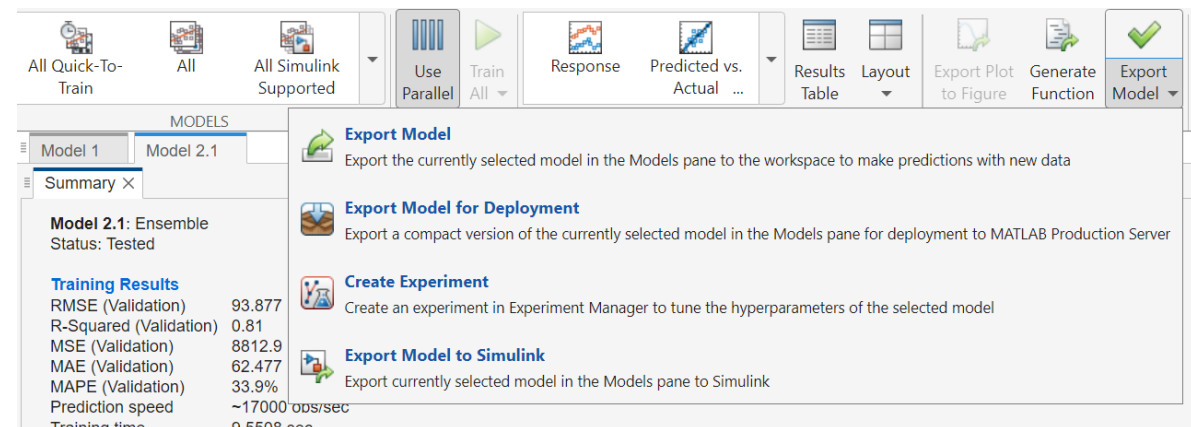 All Quick-To-
Train
All
All Simulink
Supported
Use
Parallel
Train
All
Response
Predicted vs.
Actual ...
Results
Table
Layout
Export Plot
to Figure
Generate
Function
Export
Model
MODELS
Model 1
Model 2.1
Summary
Model 2.1: Ensemble
Status: Tested
Training Results
RMSE (Validation) 93.877
R-Squared (Validation) 0.81
MSE (Validation) 8812.9
MAE (Validation) 62.477
MAPE (Validation) 33.9%
Prediction speed ~17000 obs/sec
Training time 9.5508 sec
Export Model
Export the currently selected model in the Models pane to the workspace to make predictions with new data
Export Model for Deployment
Export a compact version of the currently selected model in the Models pane for deployment to MATLAB Production Server
Create Experiment
Create an experiment in Experiment Manager to tune the hyperparameters of the selected model
Export Model to Simulink
Export currently selected model in the Models pane to Simulink